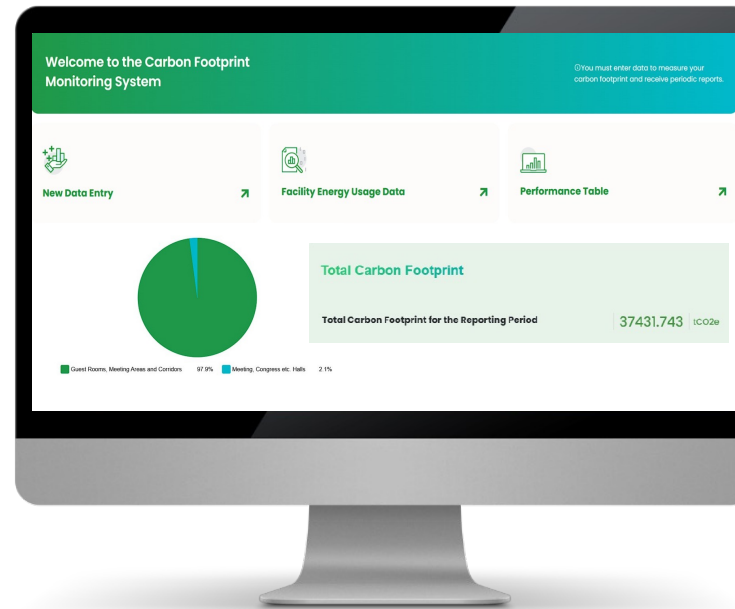 Welcome to the Carbon Footprint
Monitoring System
You must enter data to measure your
carbon footprint and receive periodic reports.
New Data Entry
Facility Energy Usage Data
Performance Table
Total Carbon Footprint
Total Carbon Footprint for the Reporting Period 37431.743 tCO2e
Guest Rooms, Meeting Areas and Corridors 97.9% Meeting, Congress etc. Halls 2.1%